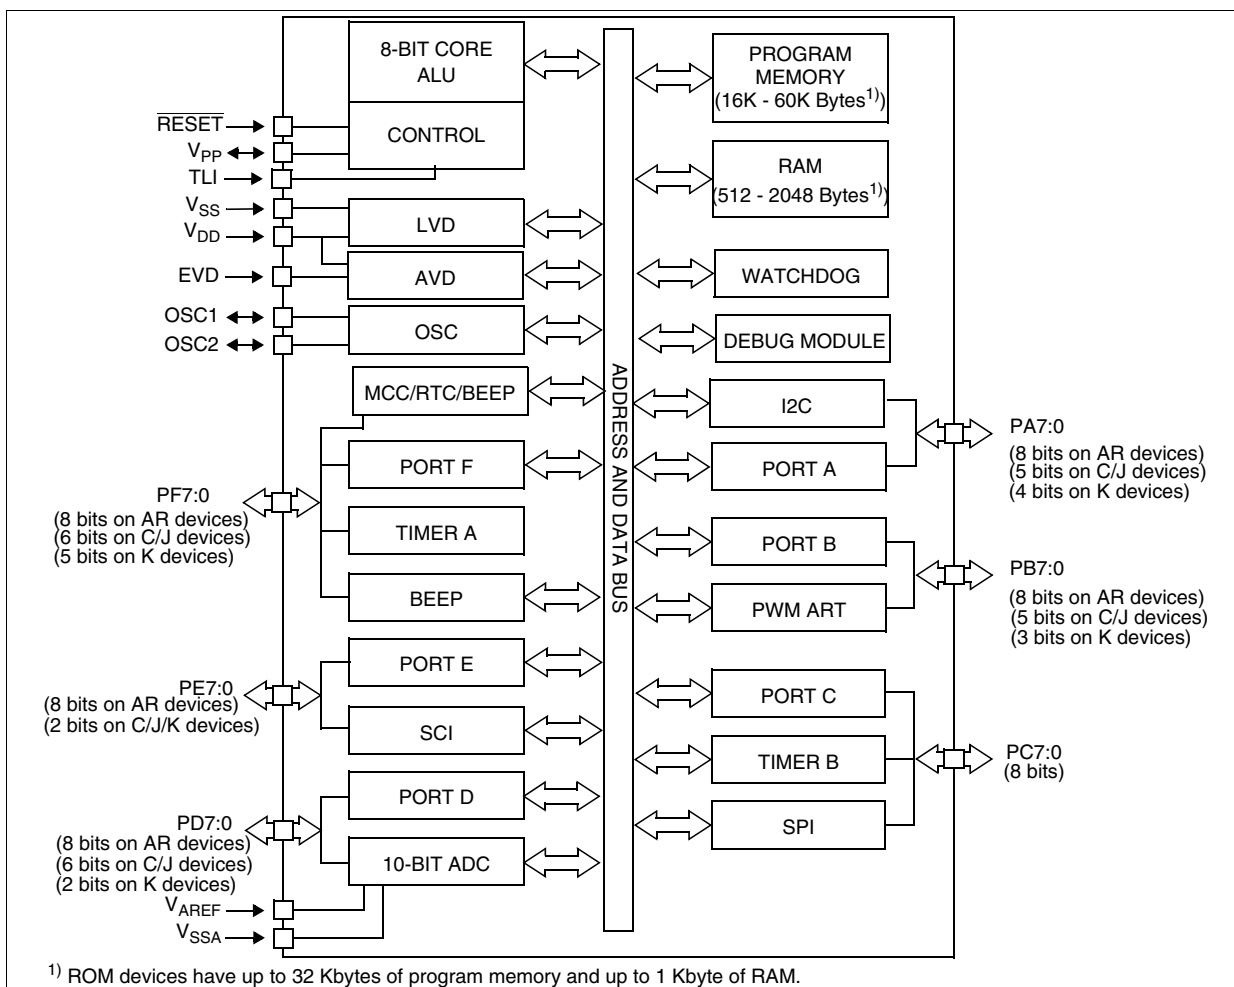 8-BIT CORE
ALU
CONTROL
RESET
VPP
TLI
VSS
VDD
EVD
OSC1
OSC2
LVD
AVD
OSC
MCC/RTC/BEEP
PORT F
TIMER A
BEEP
PF7:0
(8 bits on AR devices)
(6 bits on C/J devices)
(5 bits on K devices)
PORT E
SCI
PE7:0
(8 bits on AR devices)
(2 bits on C/J/K devices)
PORT D
10-BIT ADC
PD7:0
(8 bits on AR devices)
(6 bits on C/J devices)
(2 bits on K devices)
VAREF
VSSA
ADDRESS AND DATA BUS
PROGRAM
MEMORY
(16K - 60K Bytes1))
RAM
(512 - 2048 Bytes1))
WATCHDOG
DEBUG MODULE
I2C
PORT A
PA7:0
(8 bits on AR devices)
(5 bits on C/J devices)
(4 bits on K devices)
PORT B
PWM ART
PB7:0
(8 bits on AR devices)
(5 bits on C/J devices)
(3 bits on K devices)
PORT C
TIMER B
SPI
PC7:0
(8 bits)
1) ROM devices have up to 32 Kbytes of program memory and up to 1 Kbyte of RAM.